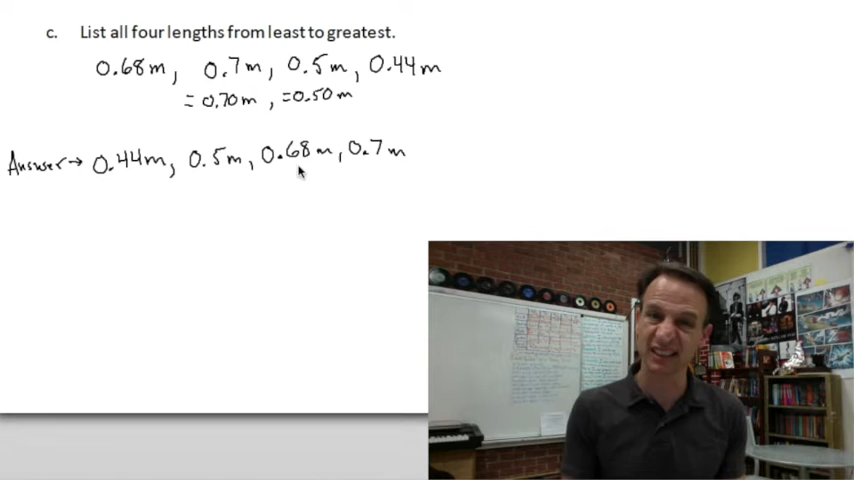 c. List all four lengths from least to greatest.
0.68m, 0.7m, 0.5m, 0.44m
=0.70m, =0.50m
Answer→ 0.44m, 0.5m, 0.68m, 0.7m